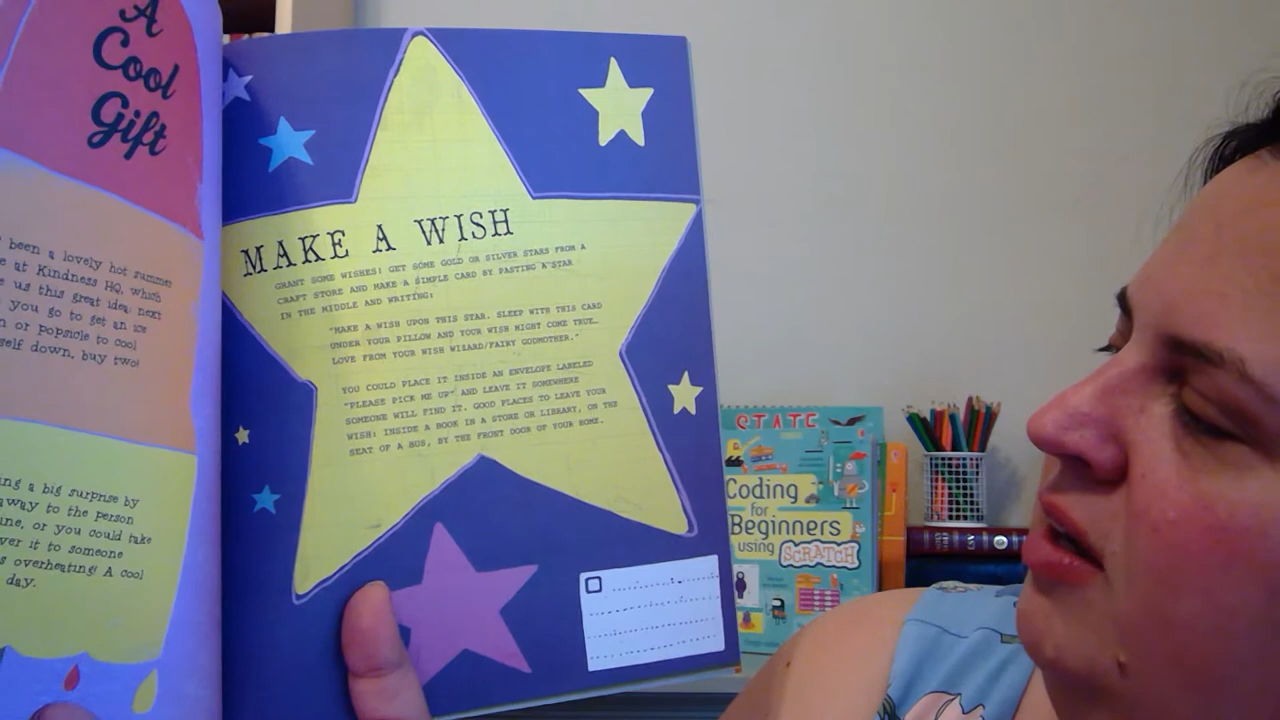 A
Cool
Gift
been a lovely hot summer
at Kindness HQ, which
us this great idea: next
you go to get an ice
or popsicle to cool
self down, buy two!
ing a big surprise by
away to the person
or you could take
it to someone
overheating! A cool
day.
MAKE A WISH
GRANT SOME WISHES! GET SOME GOLD OR SILVER STARS FROM A
CRAFT STORE AND MAKE A SIMPLE CARD BY PASTING A STAR
IN THE MIDDLE AND WRITING:
"MAKE A WISH UPON THIS STAR. SLEEP WITH THIS CARD
UNDER YOUR PILLOW AND YOUR WISH MIGHT COME TRUE…
LOVE FROM YOUR WISH WIZARD/FAIRY GODMOTHER."
YOU COULD PLACE IT INSIDE AN ENVELOPE LABELED
"PLEASE PICK ME UP" AND LEAVE IT SOMEWHERE
SOMEONE WILL FIND IT. GOOD PLACES TO LEAVE YOUR
WISH: INSIDE A BOOK IN A STORE OR LIBRARY, ON THE
SEAT OF A BUS, BY THE FRONT DOOR OF YOUR HOME.
STATE
Coding
for
Beginners
using
SCRATCH
ESV